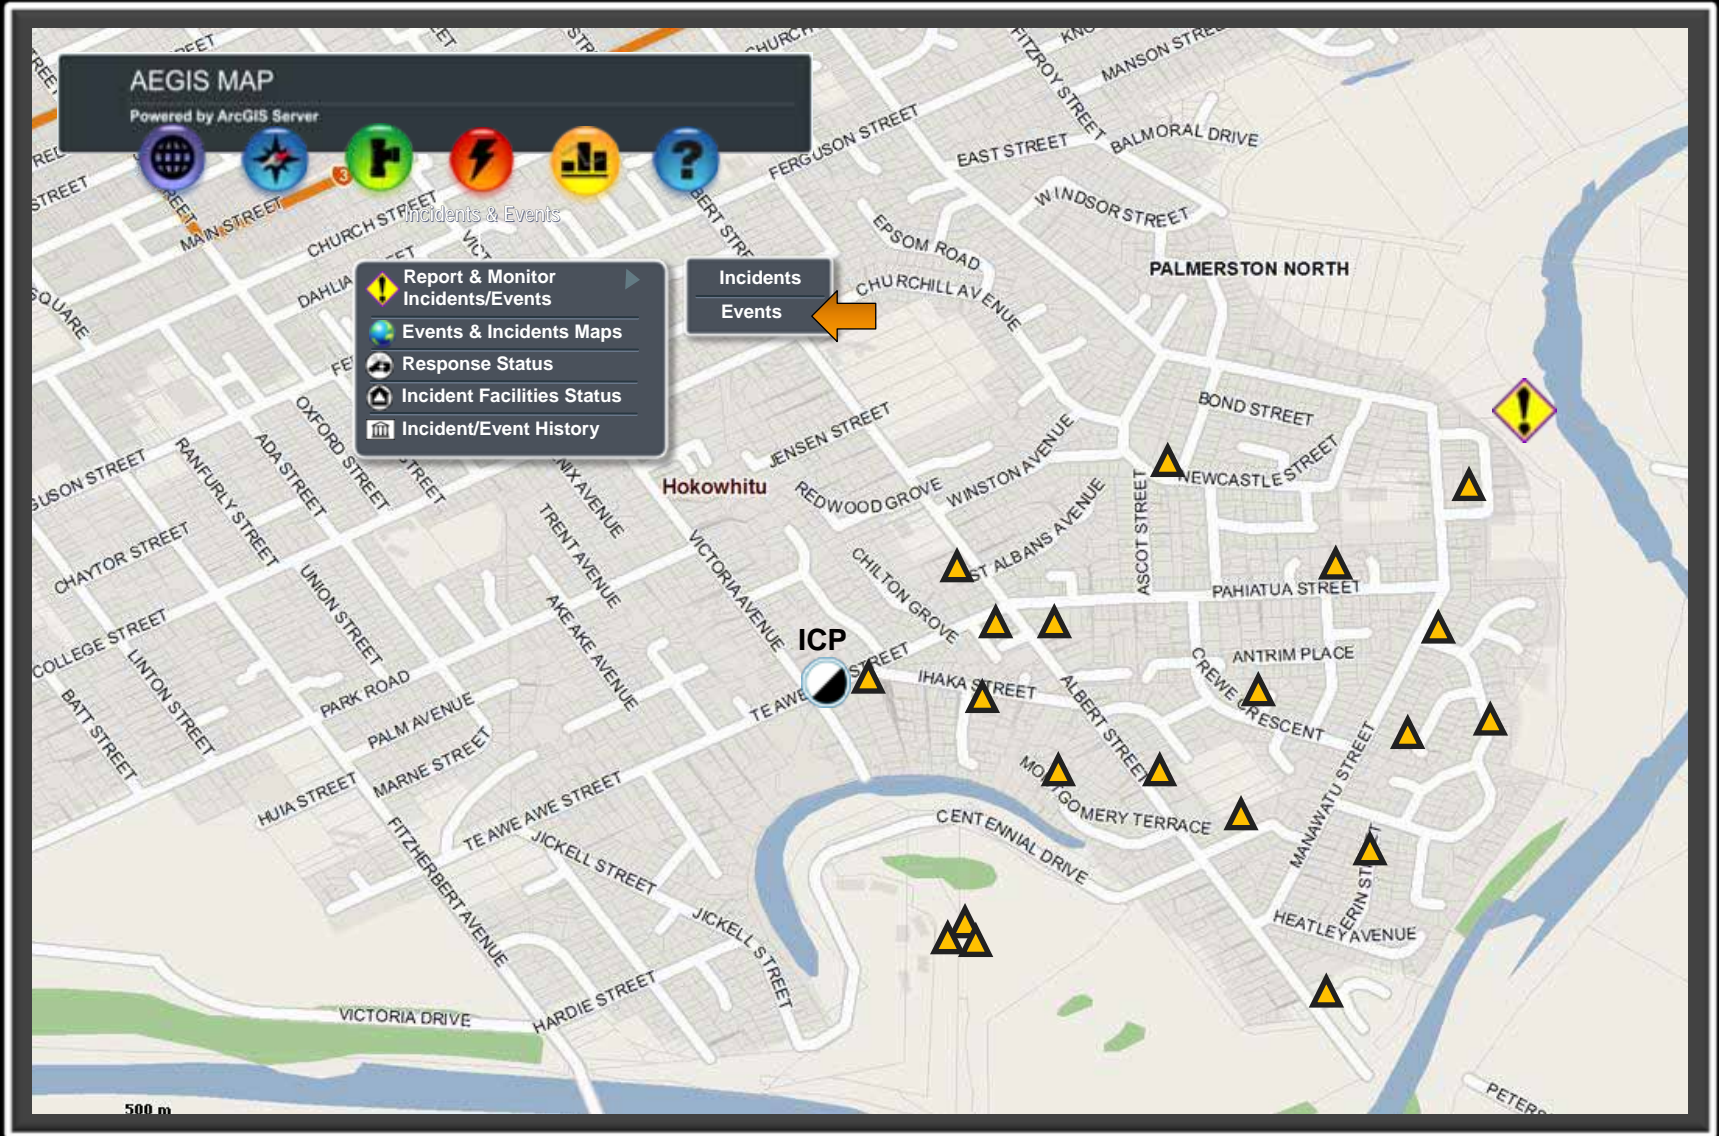 AEGIS MAP
Powered by ArcGIS Server
Incidents & Events
Report & Monitor
Incidents/Events
Events & Incidents Maps
Response Status
Incident Facilities Status
Incident/Event History
Incidents
Events
FITZROY STREET
MANSON STREET
FERGUSON STREET
EAST STREET
BALMORAL DRIVE
WINDSOR STREET
EPSOM ROAD
PALMERSTON NORTH
CHURCHILL AVENUE
STREET
MAIN STREET
3
CHURCH STREET
SQUARE
BOND STREET
JENSEN STREET
Hokowhitu
REDWOOD GROVE
WINSTON AVENUE
NEWCASTLE STREET
ASCOT STREET
ST ALBANS AVENUE
OXFORD STREET
ADA STREET
RANFURLY STREET
CHAYTOR STREET
TRENT AVENUE
VICTORIA AVENUE
CHILTON GROVE
PAHIATUA STREET
UNION STREET
AKE AKE AVENUE
COLLEGE STREET
LINTON STREET
BATT STREET
PARK ROAD
PALM AVENUE
MARNE STREET
HUIA STREET
ICP
TE AWE
STREET
IHAKA STREET
ANTRIM PLACE
CREWE CRESCENT
ALBERT STREET
MANAWATU STREET
MONTGOMERY TERRACE
CENTENNIAL DRIVE
TE AWE AWE STREET
JICKELL STREET
JICKELL STREET
FITZHERBERT AVENUE
HEATLEY AVENUE
VICTORIA DRIVE
HARDIE STREET
500 m